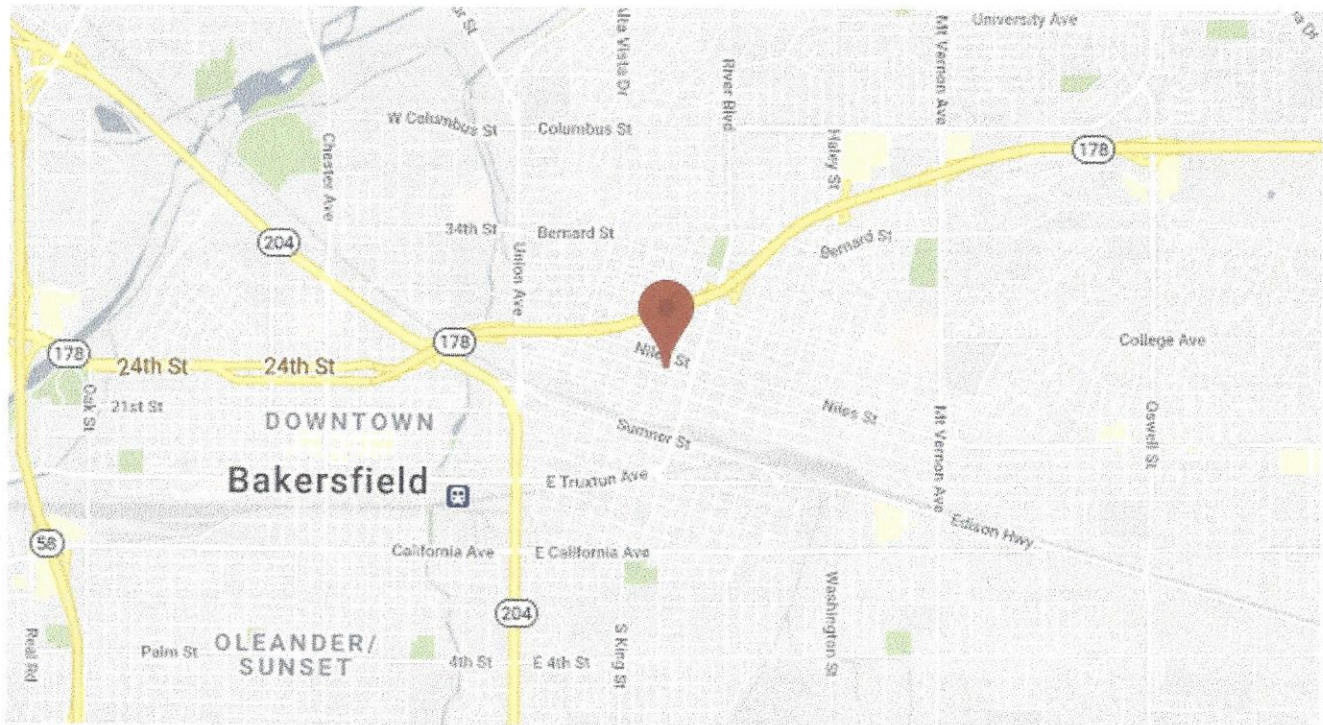 University Ave
Mt Vernon Ave
River Blvd
W Columbus St
Columbus St
Haley St
178
Chester Ave
34th St
Bernard St
Bernard St
204
Union Ave
178
178
24th St
24th St
Niles St
College Ave
Oak St
21st St
DOWNTOWN
Niles St
Mt Vernon Ave
Oswell St
Sumner St
Bakersfield
E Truxtun Ave
58
California Ave
E California Ave
Edison Hwy
Washington St
204
Real Rd
Palm St
OLEANDER/
SUNSET
4th St
E 4th St
S King St